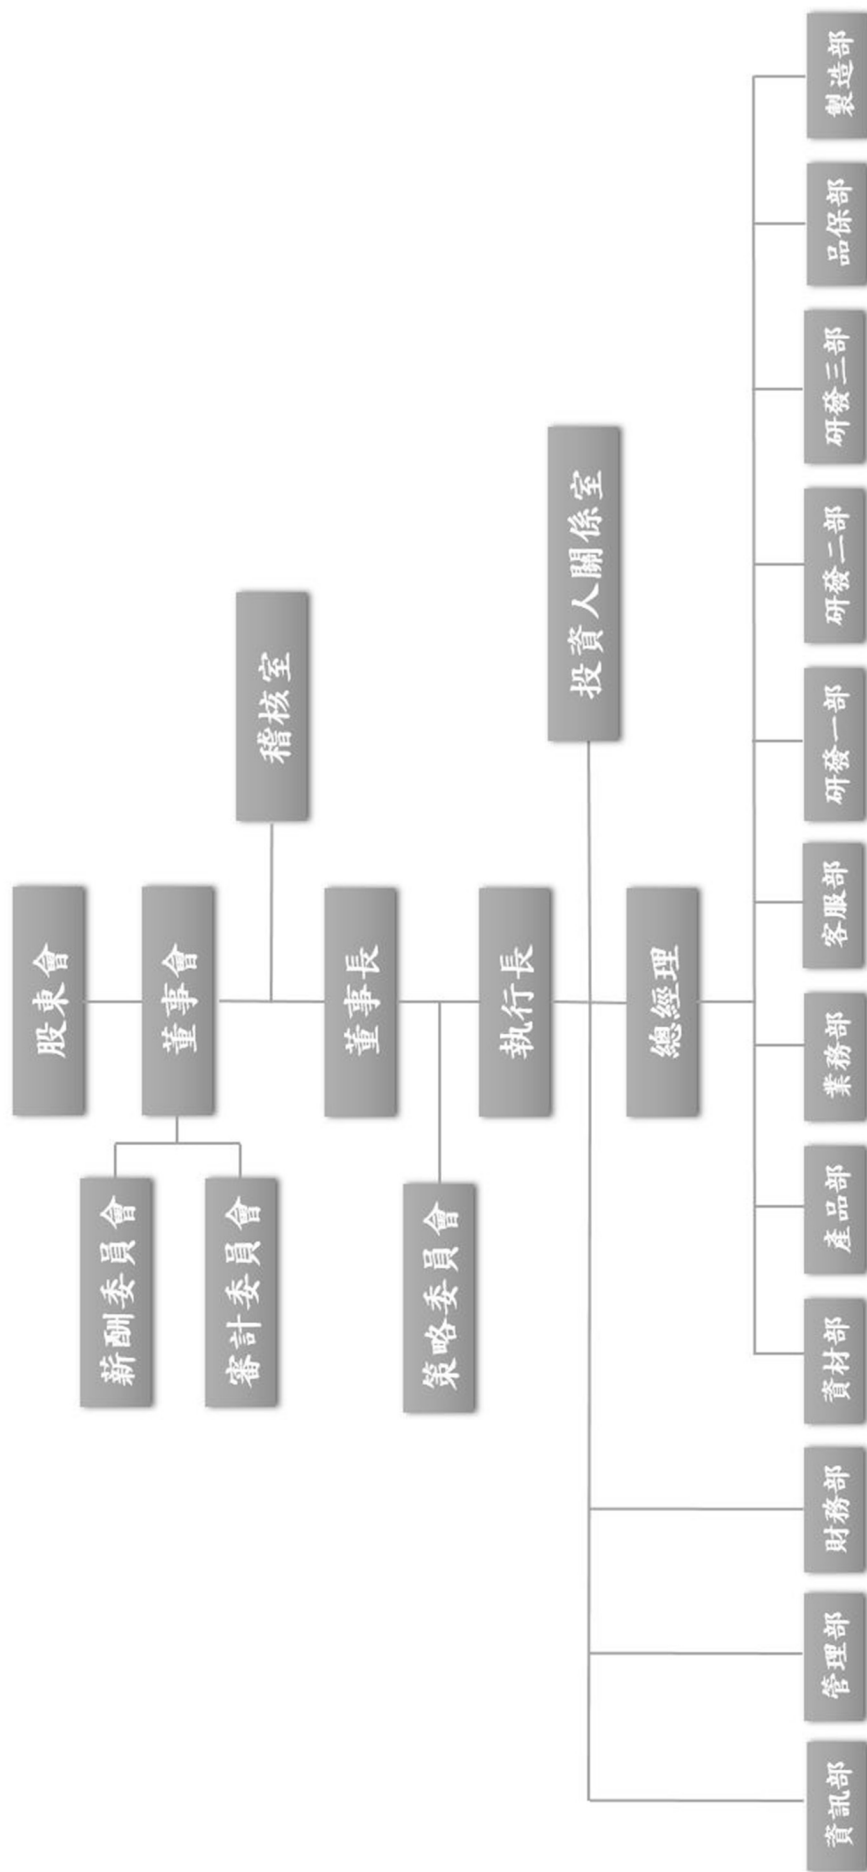 股東會
薪酬委員會
董事會
審計委員會
稽核室
董事長
策略委員會
執行長
投資人關係室
總經理
資訊部
管理部
財務部
資材部
產品部
業務部
客服部
研發一部
研發二部
研發三部
品保部
製造部